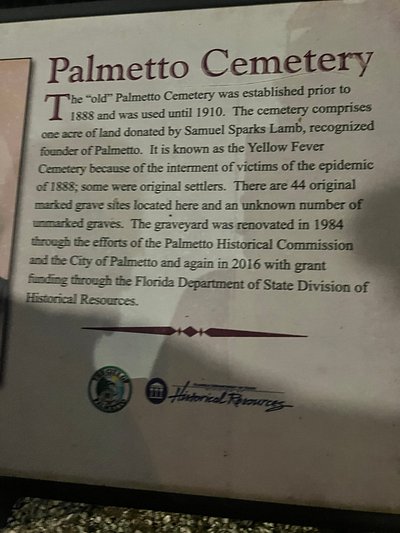 Palmetto Cemetery
The "old" Palmetto Cemetery was established prior to
1888 and was used until 1910. The cemetery comprises
one acre of land donated by Samuel Sparks Lamb, recognized
founder of Palmetto. It is known as the Yellow Fever
Cemetery because of the interment of victims of the epidemic
of 1888; some were original settlers. There are 44 original
marked grave sites located here and an unknown number of
unmarked graves. The graveyard was renovated in 1984
through the efforts of the Palmetto Historical Commission
and the City of Palmetto and again in 2016 with grant
funding through the Florida Department of State Division of
Historical Resources.
Historical Resources